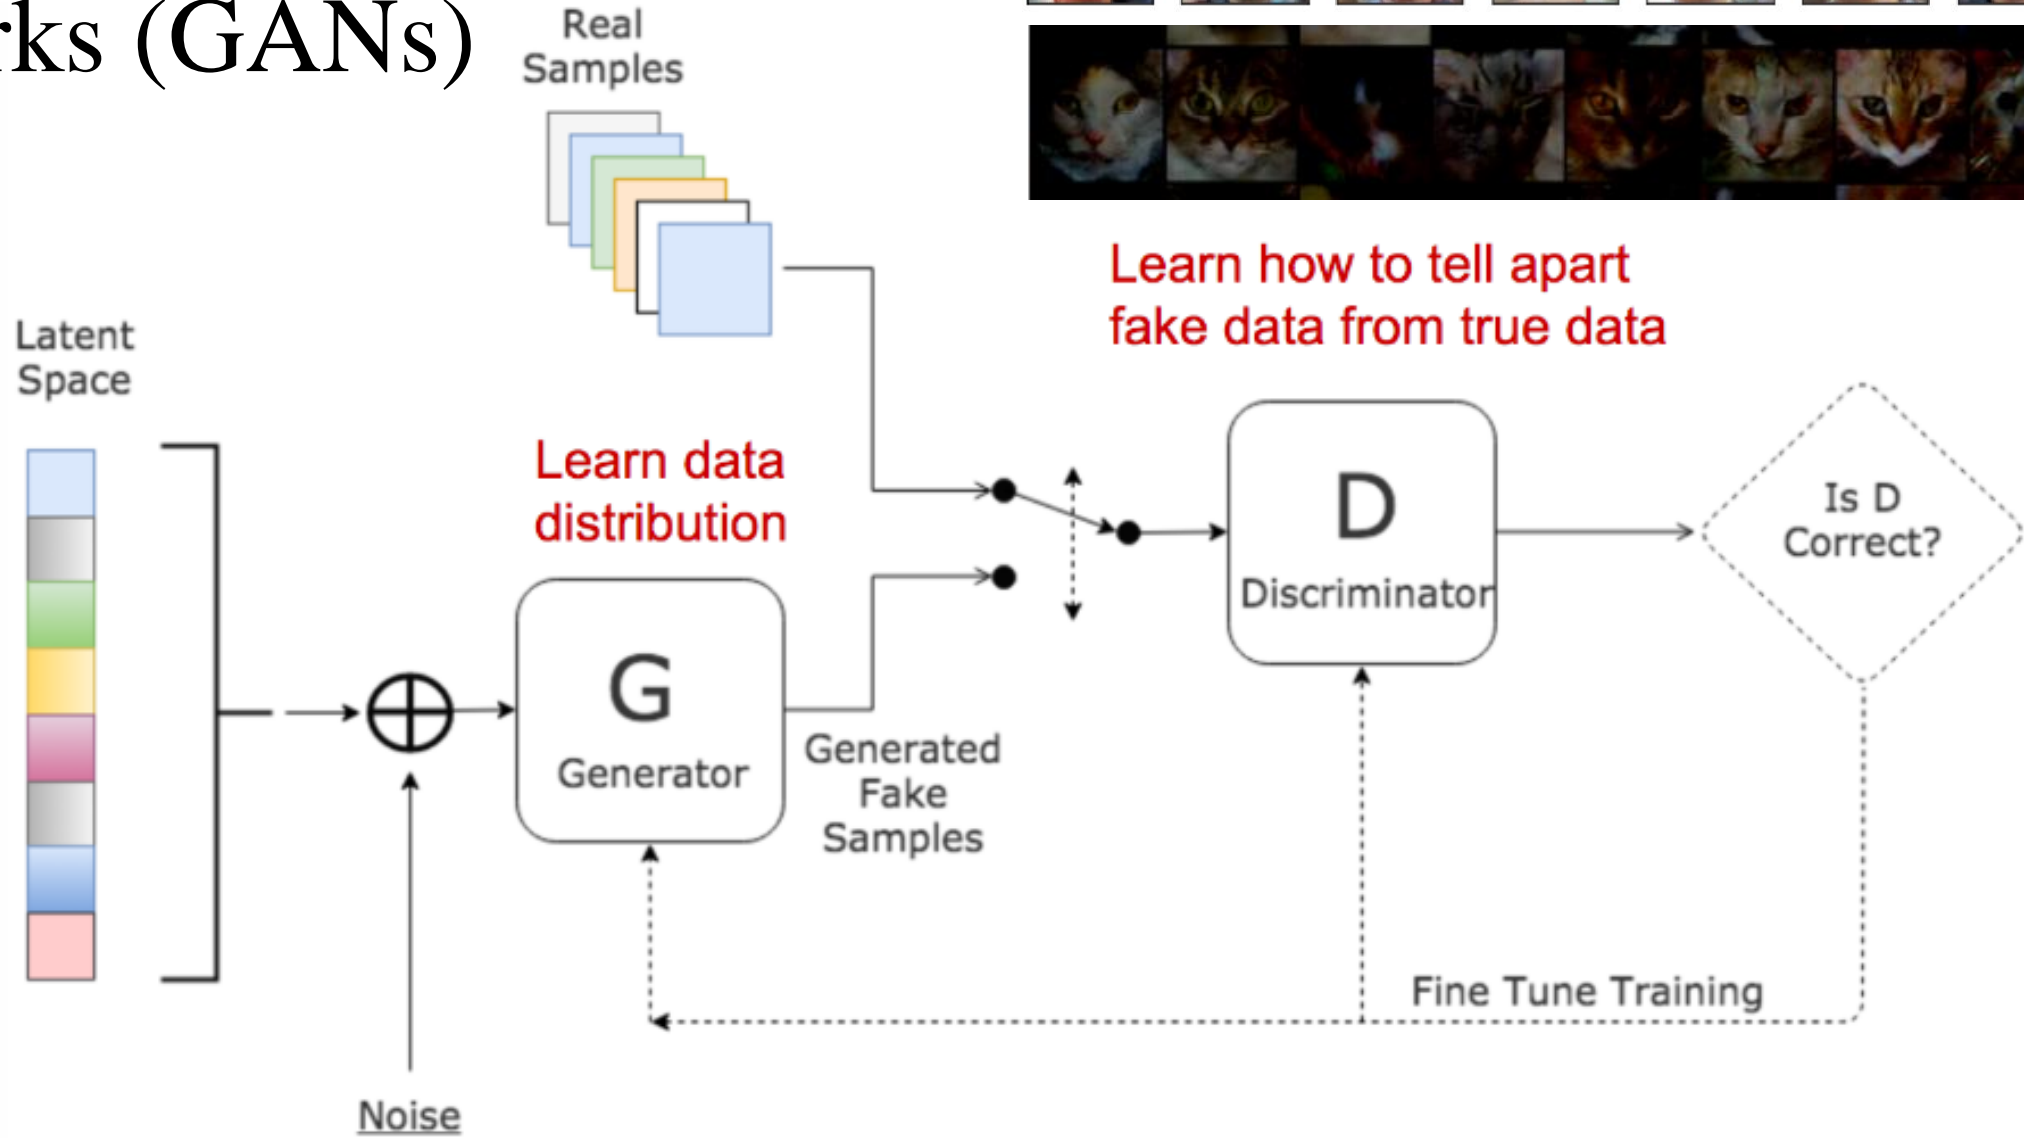 rks (GANs)
Real
Samples
Learn how to tell apart
fake data from true data
Latent
Space
Learn data
distribution
D
Discriminator
Is D
Correct?
G
Generator
Generated
Fake
Samples
Fine Tune Training
Noise